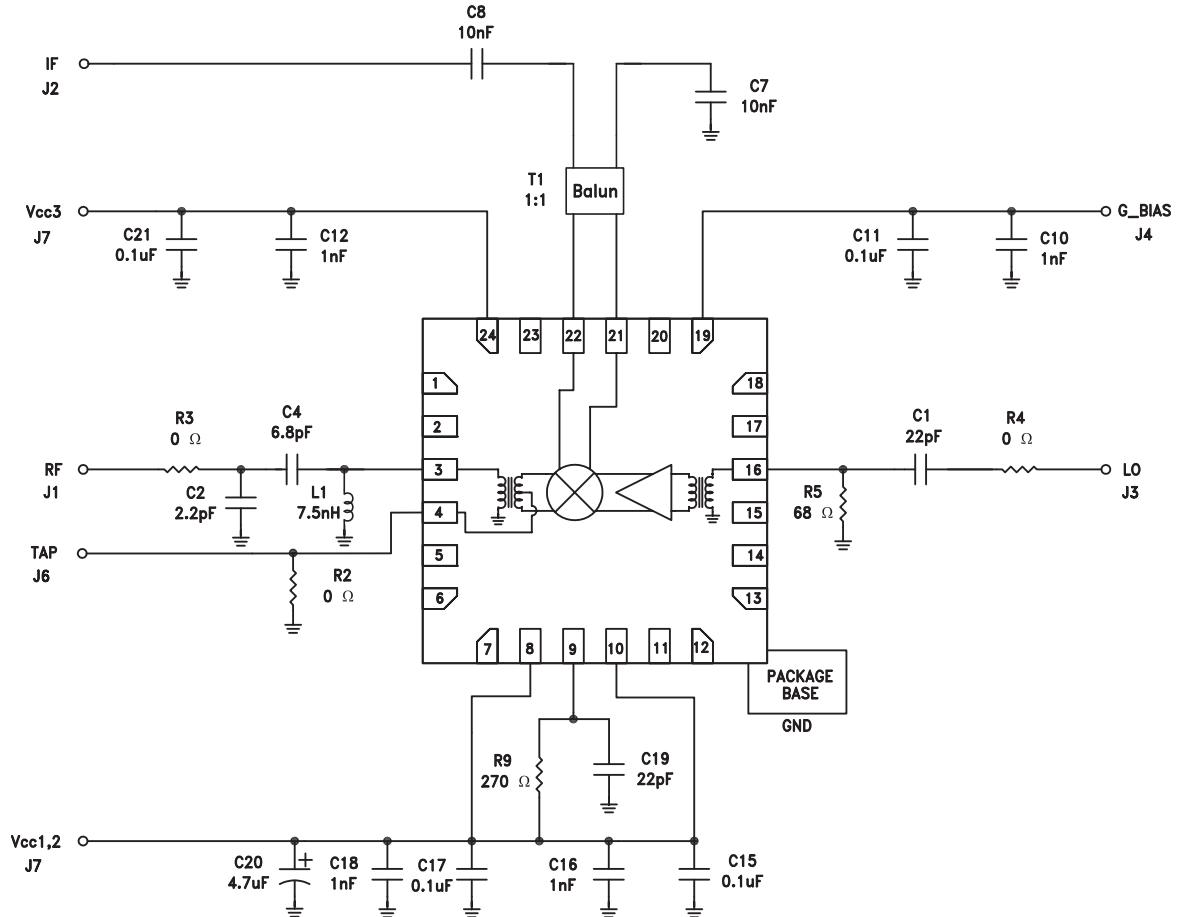 C8
10nF
IF
J2
C7
10nF
T1
1:1
Balun
Vcc3
J7
C21
0.1uF
C12
1nF
C11
0.1uF
C10
1nF
G_BIAS
J4
24
23
22
21
20
19
1
2
3
4
5
6
18
17
16
15
14
13
7
8
9
10
11
12
R3
0 Ω
C4
6.8pF
RF
J1
C2
2.2pF
L1
7.5nH
TAP
J6
R2
0 Ω
C1
22pF
R4
0 Ω
LO
J3
R5
68 Ω
PACKAGE
BASE
GND
R9
270 Ω
C19
22pF
Vcc1,2
J7
C20
4.7uF
+
C18
1nF
C17
0.1uF
C16
1nF
C15
0.1uF